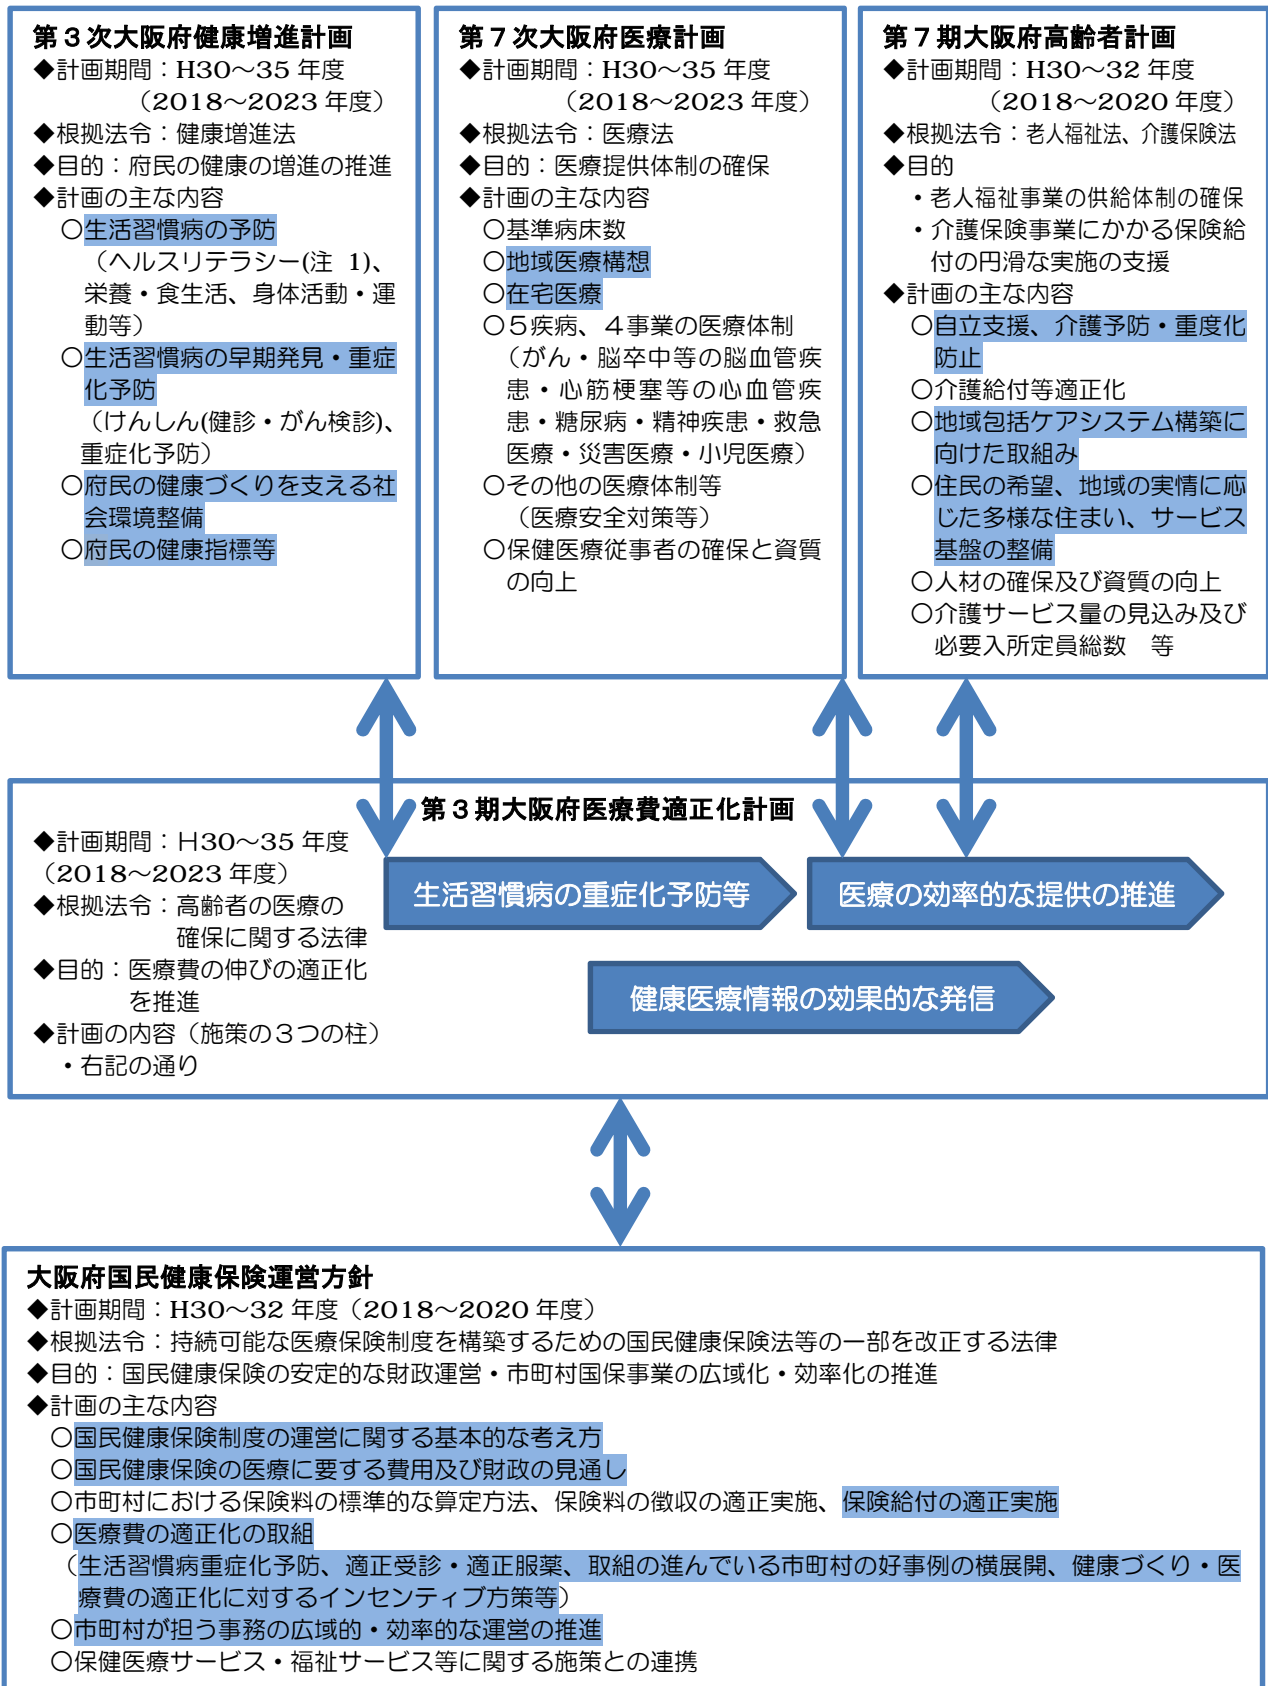 第３次大阪府健康増進計画
◆計画期間：H30～35 年度
（2018～2023 年度）
◆根拠法令：健康増進法
◆目的：府民の健康の増進の推進
◆計画の主な内容
○生活習慣病の予防
（ヘルスリテラシー(注 1)、
栄養・食生活、身体活動・運
動等）
○生活習慣病の早期発見・重症
化予防
（けんしん(健診・がん検診)、
重症化予防）
○府民の健康づくりを支える社
会環境整備
○府民の健康指標等
第７次大阪府医療計画
◆計画期間：H30～35 年度
（2018～2023 年度）
◆根拠法令：医療法
◆目的：医療提供体制の確保
◆計画の主な内容
○基準病床数
○地域医療構想
○在宅医療
○５疾病、４事業の医療体制
（がん・脳卒中等の脳血管疾
患・心筋梗塞等の心血管疾
患・糖尿病・精神疾患・救急
医療・災害医療・小児医療）
○その他の医療体制等
（医療安全対策等）
○保健医療従事者の確保と資質
の向上
第７期大阪府高齢者計画
◆計画期間：H30～32 年度
（2018～2020 年度）
◆根拠法令：老人福祉法、介護保険法
◆目的
・老人福祉事業の供給体制の確保
・介護保険事業にかかる保険給
付の円滑な実施の支援
◆計画の主な内容
○自立支援、介護予防・重度化
防止
○介護給付等適正化
○地域包括ケアシステム構築に
向けた取組み
○住民の希望、地域の実情に応
じた多様な住まい、サービス
基盤の整備
○人材の確保及び資質の向上
○介護サービス量の見込み及び
必要入所定員総数　等
第３期大阪府医療費適正化計画
◆計画期間：H30～35 年度
（2018～2023 年度）
◆根拠法令：高齢者の医療の
確保に関する法律
◆目的：医療費の伸びの適正化
を推進
◆計画の内容（施策の３つの柱）
・右記の通り
生活習慣病の重症化予防等
医療の効率的な提供の推進
健康医療情報の効果的な発信
大阪府国民健康保険運営方針
◆計画期間：H30～32 年度（2018～2020 年度）
◆根拠法令：持続可能な医療保険制度を構築するための国民健康保険法等の一部を改正する法律
◆目的：国民健康保険の安定的な財政運営・市町村国保事業の広域化・効率化の推進
◆計画の主な内容
○国民健康保険制度の運営に関する基本的な考え方
○国民健康保険の医療に要する費用及び財政の見通し
○市町村における保険料の標準的な算定方法、保険料の徴収の適正実施、保険給付の適正実施
○医療費の適正化の取組
（生活習慣病重症化予防、適正受診・適正服薬、取組の進んでいる市町村の好事例の横展開、健康づくり・医
療費の適正化に対するインセンティブ方策等）
○市町村が担う事務の広域的・効率的な運営の推進
○保健医療サービス・福祉サービス等に関する施策との連携